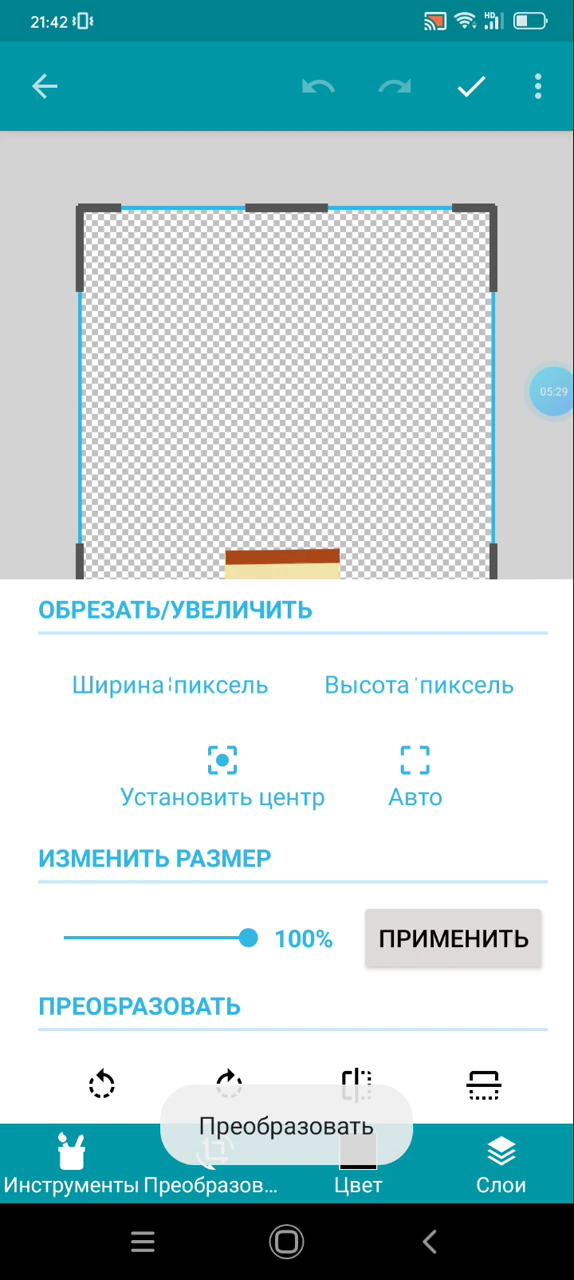 21:42
HD
05:29
ОБРЕЗАТЬ/УВЕЛИЧИТЬ
Ширина пиксель Высота пиксель
Установить центр Авто
ИЗМЕНИТЬ РАЗМЕР
100% ПРИМЕНИТЬ
ПРЕОБРАЗОВАТЬ
Преобразовать
Инструменты Преобразов... Цвет Слои